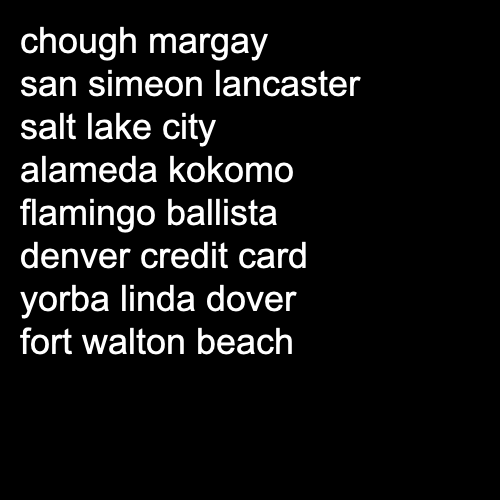 chough margay
san simeon lancaster
salt lake city
alameda kokomo
flamingo ballista
denver credit card
yorba linda dover
fort walton beach